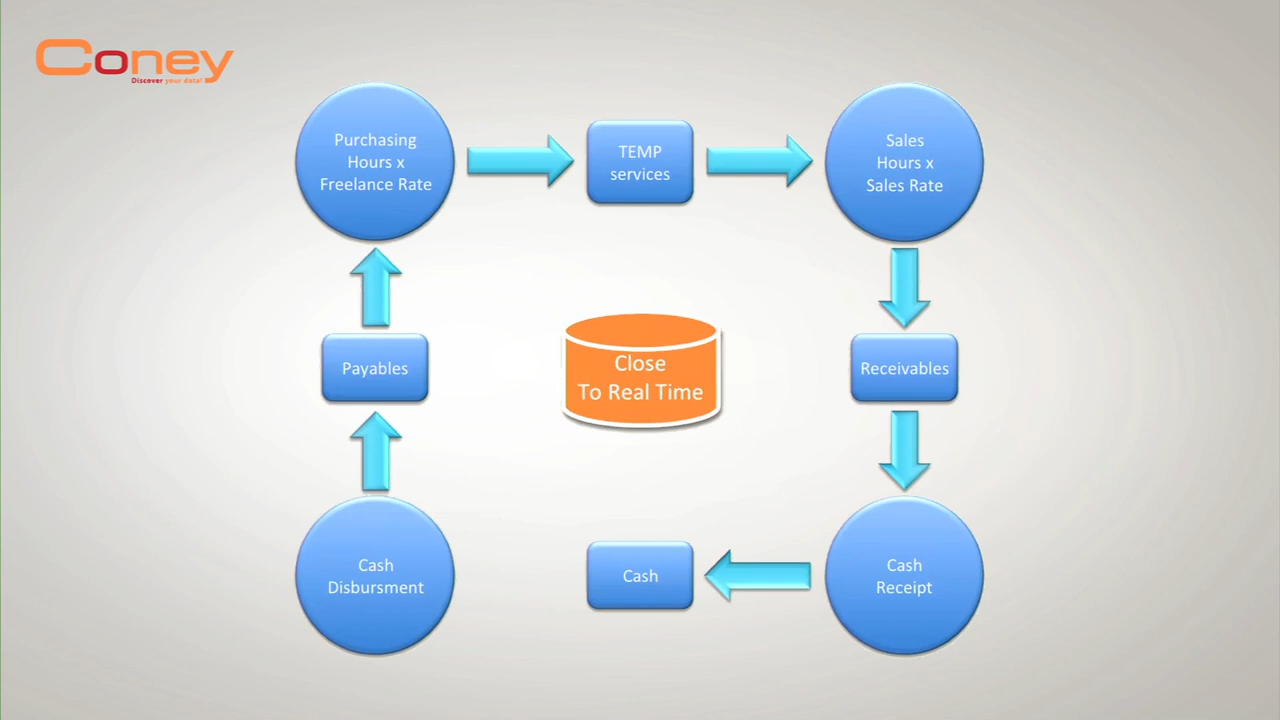 Coney
Discover your data!
Purchasing
Hours x
Freelance Rate
TEMP
services
Sales
Hours x
Sales Rate
Payables
Close
To Real Time
Receivables
Cash
Disbursment
Cash
Cash
Receipt